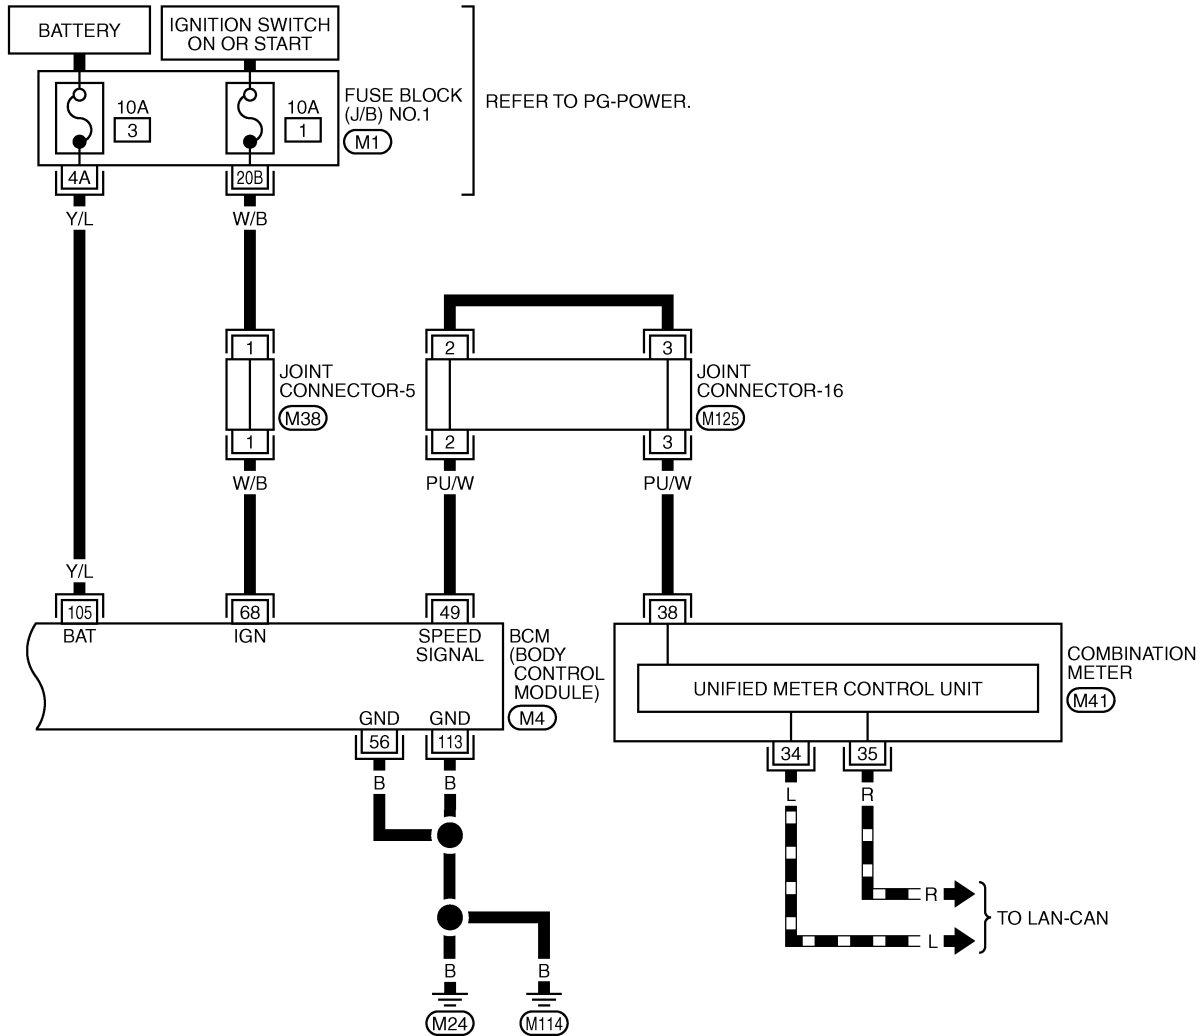 BATTERY
IGNITION SWITCH
ON OR START
10A
3
10A
1
FUSE BLOCK
(J/B) NO.1
M1
REFER TO PG-POWER.
4A
20B
Y/L
W/B
1
2
3
JOINT
CONNECTOR-5
M38
JOINT
CONNECTOR-16
M125
1
2
3
W/B
PU/W
PU/W
Y/L
105
68
49
38
BAT
IGN
SPEED
SIGNAL
BCM
(BODY
CONTROL
MODULE)
M4
COMBINATION
METER
M41
UNIFIED METER CONTROL UNIT
GND
GND
56
113
34
35
B
B
L
R
R
L
TO LAN-CAN
B
B
M24
M114